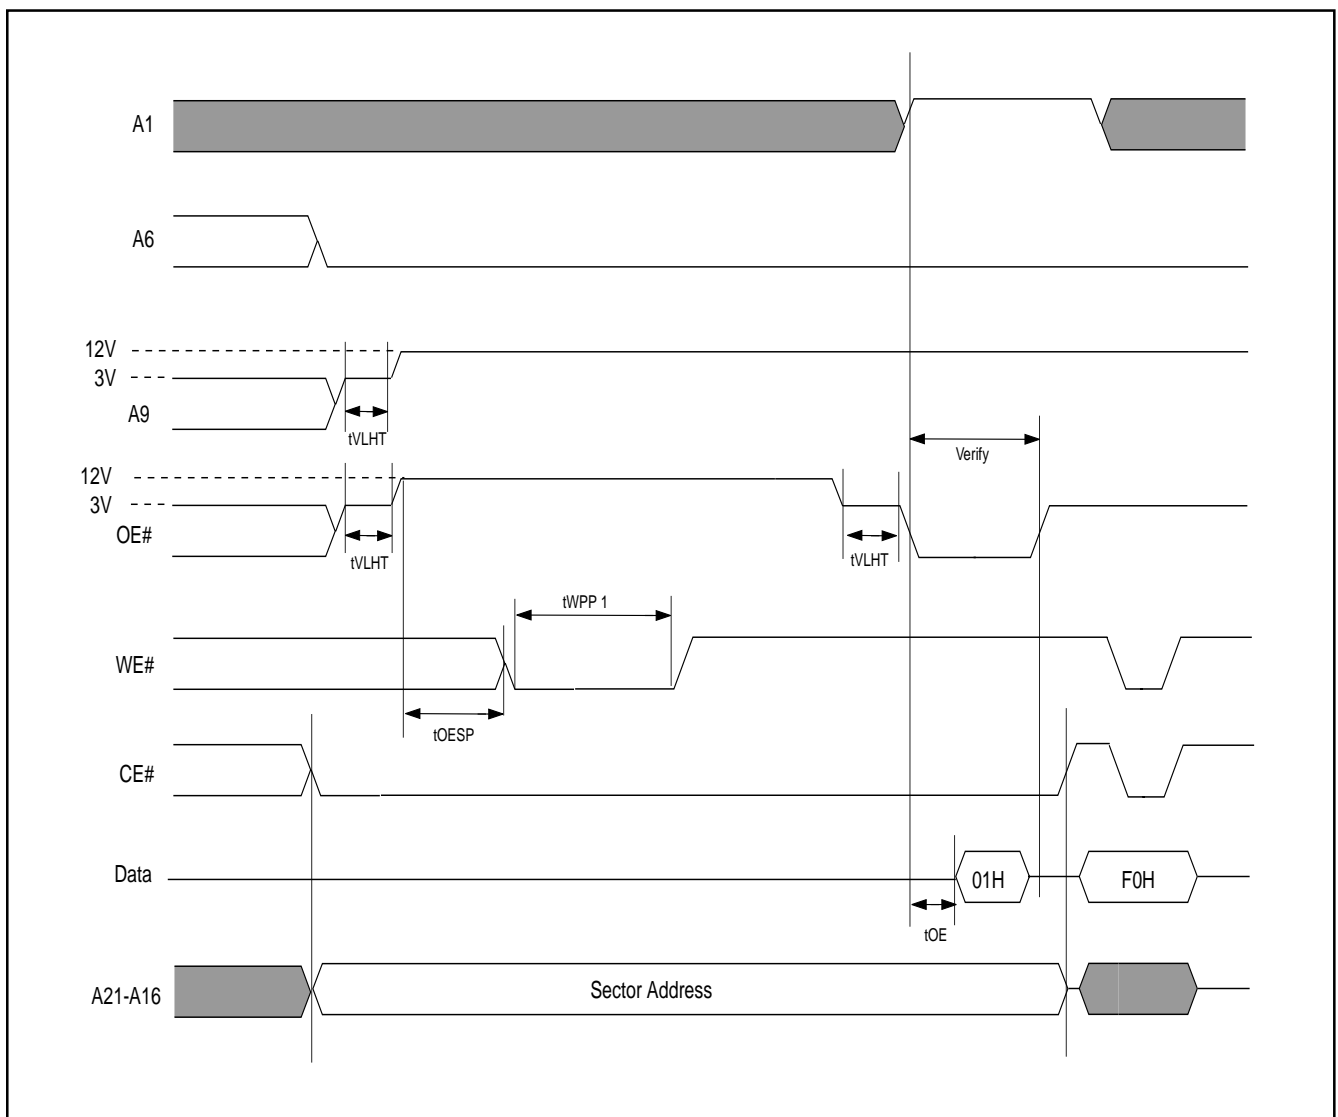 A1
A6
12V
3V
A9
tVLHT
Verify
12V
3V
OE#
tVLHT
tVLHT
tWPP 1
WE#
tOESP
CE#
Data
01H
F0H
tOE
A21-A16
Sector Address